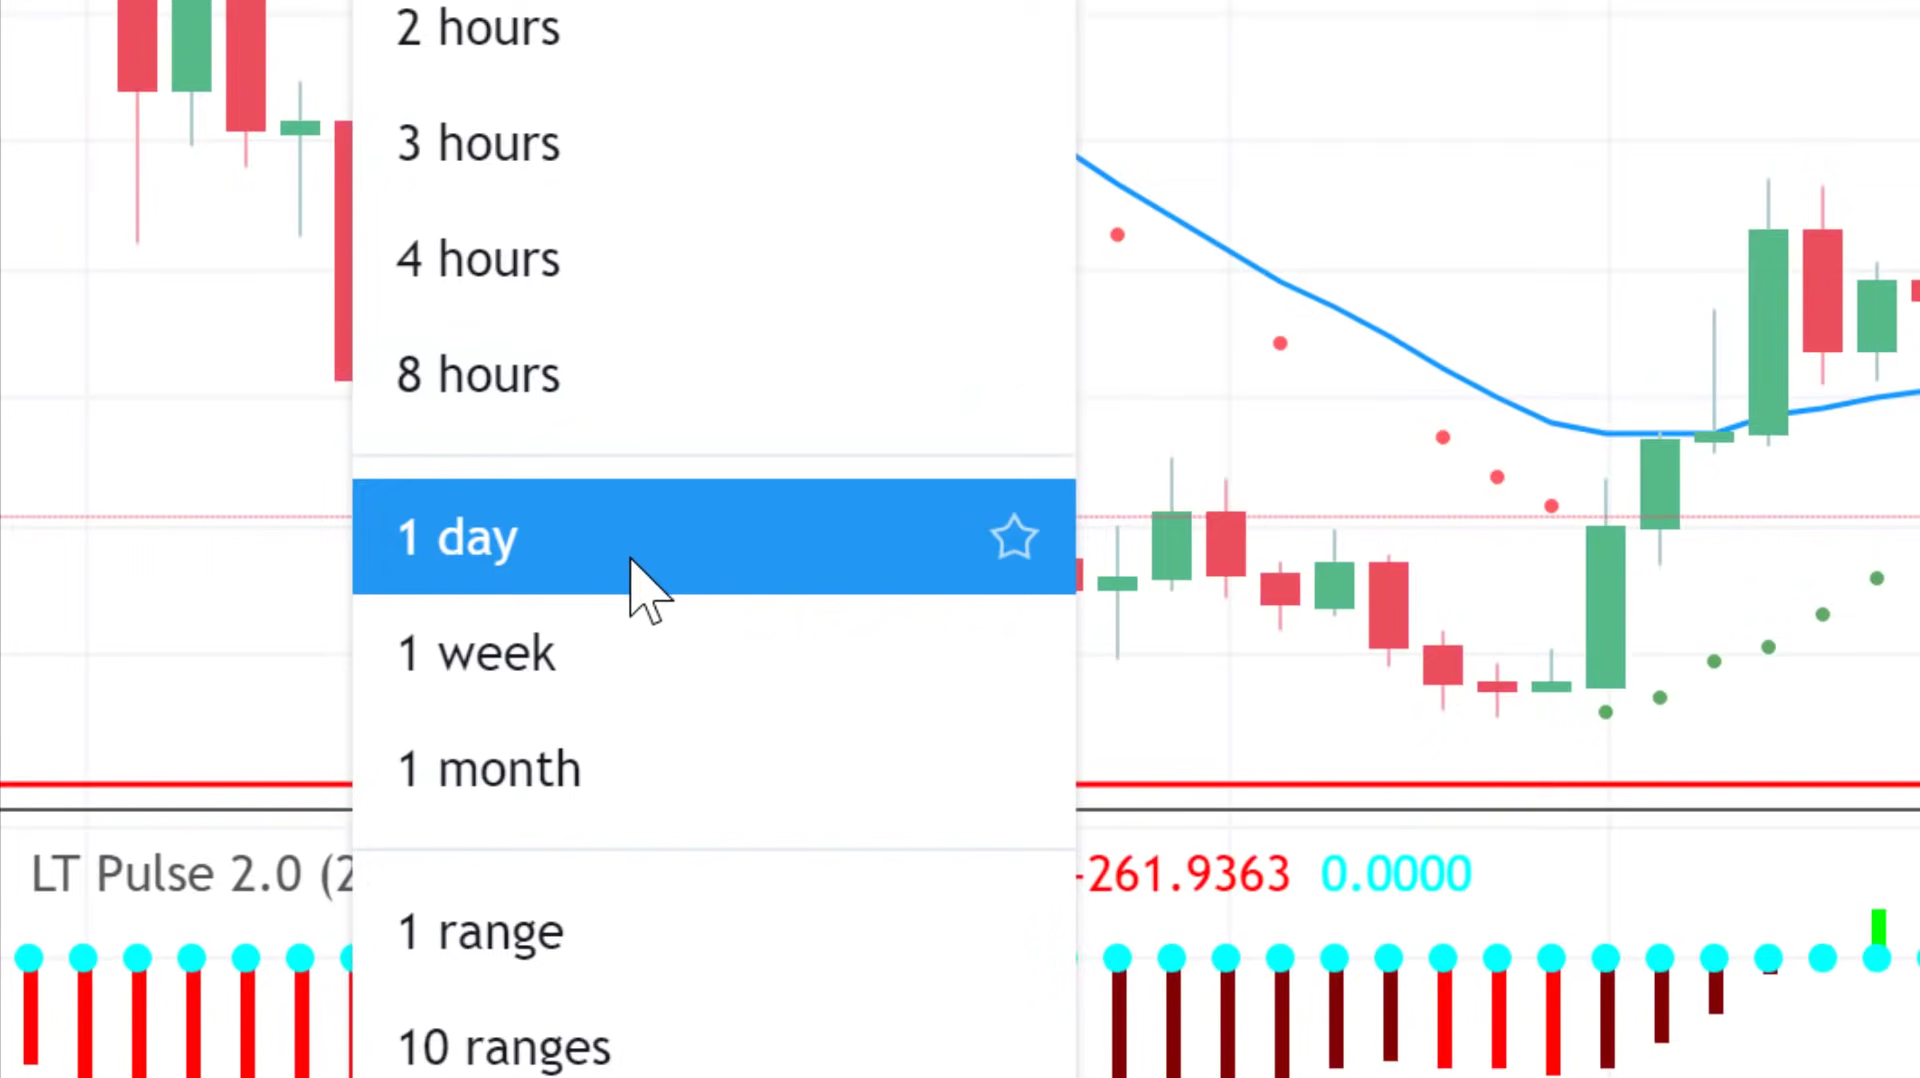 2 hours
3 hours
4 hours
8 hours
1 day
1 week
1 month
LT Pulse 2.0 (2
-261.9363 0.0000
1 range
10 ranges